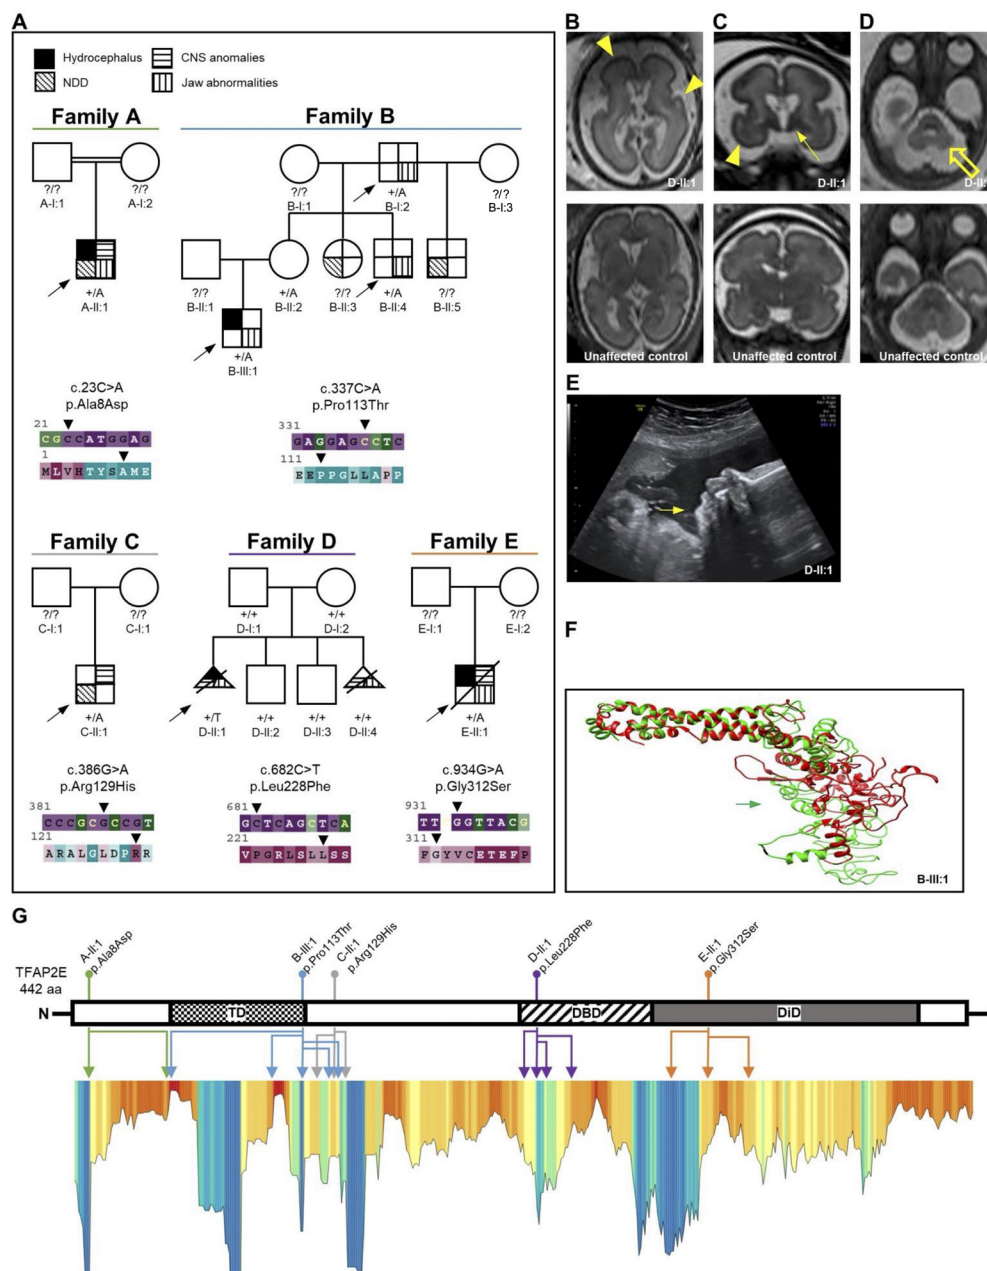 A
Hydrocephalus
CNS anomalies
NDD
Jaw abnormalities
Family A
?/?
A-I:1
?/?
A-I:2
+/A
A-II:1
Family B
?/?
B-I:1
+/A
B-I:2
?/?
B-I:3
?/?
B-II:1
+/A
B-II:2
?/?
B-II:3
+/A
B-II:4
?/?
B-II:5
+/A
B-III:1
c.23C>A
p.Ala8Asp
21
CGCCATGGAG
1
MLVHTYSAME
c.337C>A
p.Pro113Thr
331
GAGGAGCCTC
111
EEPPGLLAPP
Family C
?/?
C-I:1
?/?
C-I:1
+/A
C-II:1
Family D
+/+
D-I:1
+/+
D-I:2
+/T
D-II:1
+/+
D-II:2
+/+
D-II:3
+/+
D-II:4
Family E
?/?
E-I:1
?/?
E-I:2
+/A
E-II:1
c.386G>A
p.Arg129His
381
CCCGCGCCGT
121
ARALGLDPRR
c.682C>T
p.Leu228Phe
681
GCTCAGCTCA
221
VPGRLSLLSS
c.934G>A
p.Gly312Ser
931
TT GGTTACG
311
FGYVCETEFP
B
D-II:1
Unaffected control
C
D-II:1
Unaffected control
D
D-II:1
Unaffected control
E
D-II:1
F
B-III:1
G
A-II:1
p.Ala8Asp
B-III:1
p.Pro113Thr
C-II:1
p.Arg129His
D-II:1
p.Leu228Phe
E-II:1
p.Gly312Ser
TFAP2E
442 aa
N
TD
DBD
DiD